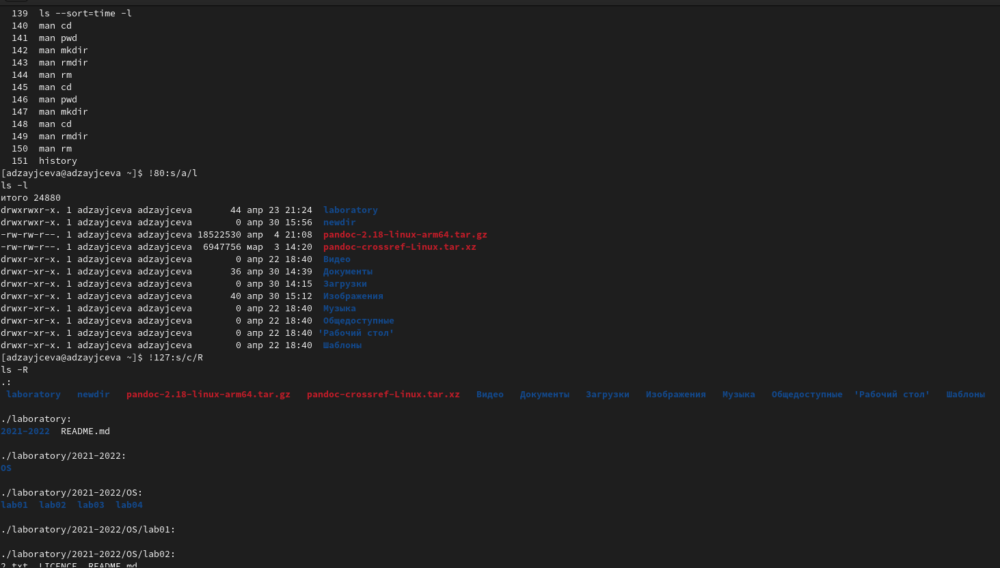 139  ls --sort=time -l
140  man cd
141  man pwd
142  man mkdir
143  man rmdir
144  man rm
145  man cd
146  man pwd
147  man mkdir
148  man cd
149  man rmdir
150  man rm
151  history
[adzayjceva@adzayjceva ~]$ !80:s/a/l
ls -l
итого 24880
drwxrwxr-x. 1 adzayjceva adzayjceva       44 апр 23 21:24  laboratory
drwxrwxr-x. 1 adzayjceva adzayjceva        0 апр 30 15:56  newdir
-rw-rw-r--. 1 adzayjceva adzayjceva 18522530 апр  4 21:08  pandoc-2.18-linux-arm64.tar.gz
-rw-rw-r--. 1 adzayjceva adzayjceva  6947756 мар  3 14:20  pandoc-crossref-Linux.tar.xz
drwxr-xr-x. 1 adzayjceva adzayjceva        0 апр 22 18:40  Видео
drwxr-xr-x. 1 adzayjceva adzayjceva       36 апр 30 14:39  Документы
drwxr-xr-x. 1 adzayjceva adzayjceva        0 апр 30 14:15  Загрузки
drwxr-xr-x. 1 adzayjceva adzayjceva       40 апр 30 15:12  Изображения
drwxr-xr-x. 1 adzayjceva adzayjceva        0 апр 22 18:40  Музыка
drwxr-xr-x. 1 adzayjceva adzayjceva        0 апр 22 18:40  Общедоступные
drwxr-xr-x. 1 adzayjceva adzayjceva        0 апр 22 18:40 'Рабочий стол'
drwxr-xr-x. 1 adzayjceva adzayjceva        0 апр 22 18:40  Шаблоны
[adzayjceva@adzayjceva ~]$ !127:s/c/R
ls -R
.:
laboratory   newdir   pandoc-2.18-linux-arm64.tar.gz   pandoc-crossref-Linux.tar.xz   Видео   Документы   Загрузки   Изображения   Музыка   Общедоступные  'Рабочий стол'   Шаблоны
./laboratory:
2021-2022  README.md
./laboratory/2021-2022:
OS
./laboratory/2021-2022/OS:
lab01  lab02  lab03  lab04
./laboratory/2021-2022/OS/lab01:
./laboratory/2021-2022/OS/lab02:
2.txt  LICENCE  README.md